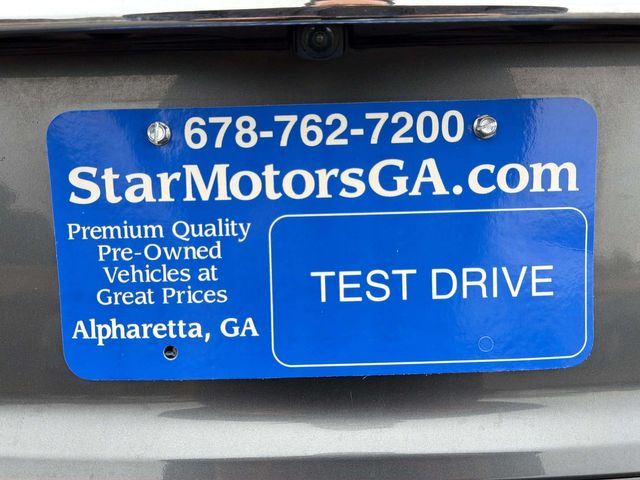 678-762-7200
StarMotorsGA.com
Premium Quality
Pre-Owned
Vehicles at
Great Prices
Alpharetta, GA
TEST DRIVE